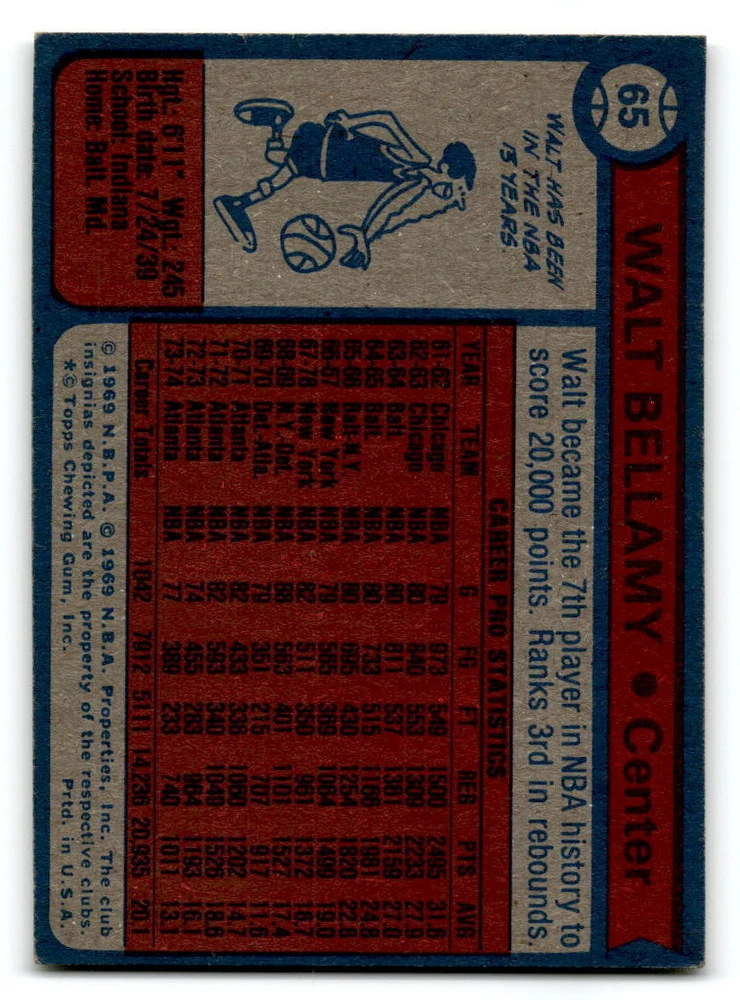 65
WALT BELLAMY • Center
WALT HAS BEEN
IN THE NBA
13 YEARS.
Hgt.: 6'11" Wgt.: 245
Birth date: 7/24/39
School: Indiana
Home: Balt. Md.
Walt became the 7th player in NBA history to
score 20,000 points. Ranks 3rd in rebounds.
CAREER PRO STATISTICS
YEAR TEAM G FG FT REB PTS AVG
61-62 Chicago NBA 79 973 549 1500 2495 31.6
62-63 Chicago NBA 80 840 553 1309 2233 27.9
63-64 Balt. NBA 80 811 537 1361 2159 27.0
64-65 Balt. NBA 80 733 515 1166 1981 24.8
65-66 Balt.-N.Y NBA 80 695 430 1254 1820 22.8
66-67 New York NBA 79 565 369 1064 1499 19.0
67-68 New York NBA 82 511 350 961 1372 16.7
68-69 N.Y.-Det. NBA 88 563 401 1101 1527 17.4
69-70 Det.-Atla. NBA 79 351 215 707 917 11.6
70-71 Atlanta NBA 82 433 336 1060 1202 14.7
71-72 Atlanta NBA 82 593 340 1049 1526 18.6
72-73 Atlanta NBA 74 455 283 964 1193 16.1
73-74 Atlanta NBA 77 389 233 740 1011 13.1
Career Totals 1042 7912 5111 14,236 20,935 20.1
© 1969 N.B.P.A. © 1969 N.B.A. Properties, Inc. The club
insignias depicted are the property of the respective clubs.
*© Topps Chewing Gum, Inc. Prtd. in U.S.A.